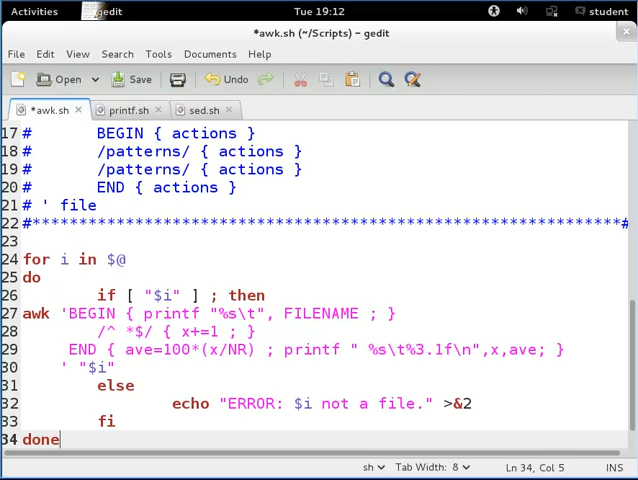 Activities gedit Tue 19:12 student
*awk.sh (~/Scripts) - gedit ×
File Edit View Search Tools Documents Help
Open Save Undo
*awk.sh × printf.sh × sed.sh ×
17 # BEGIN { actions }
18 # /patterns/ { actions }
19 # /patterns/ { actions }
20 # END { actions }
21 # ' file
22 #****************************************************************#
23
24 for i in $@
25 do
26 if [ "$i" ] ; then
27 awk 'BEGIN { printf "%s\t", FILENAME ; }
28 /^ *$/ { x+=1 ; }
29 END { ave=100*(x/NR) ; printf " %s\t%3.1f\n",x,ave; }
30 ' "$i"
31 else
32 echo "ERROR: $i not a file." >&2
33 fi
34 done
sh Tab Width: 8 Ln 34, Col 5 INS